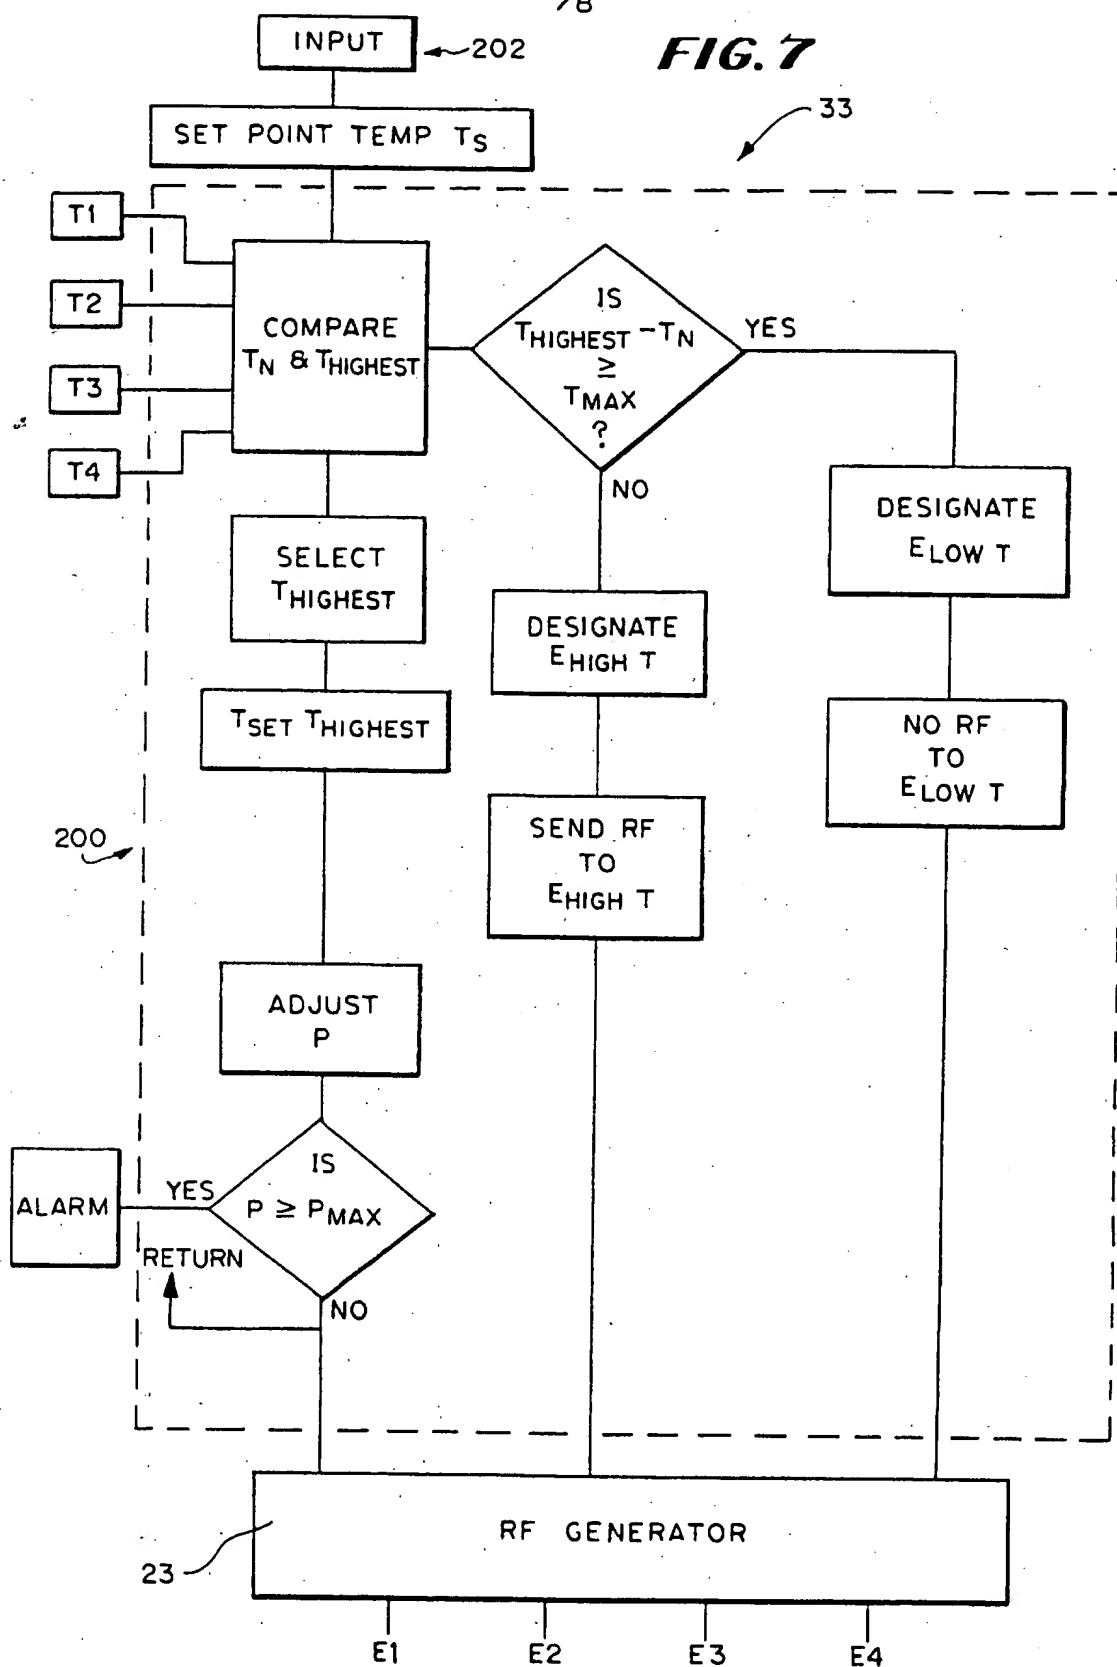 /8
INPUT
202
FIG. 7
33
SET POINT TEMP TS
T1
T2
T3
T4
COMPARE
TN & THIGHEST
IS
THIGHEST -TN
≥
TMAX
?
YES
NO
SELECT
THIGHEST
DESIGNATE
ELOW T
DESIGNATE
EHIGH T
TSET THIGHEST
NO RF
TO
ELOW T
SEND RF
TO
EHIGH T
200
ADJUST
P
IS
P ≥ PMAX
YES
ALARM
RETURN
NO
RF GENERATOR
23
E1
E2
E3
E4